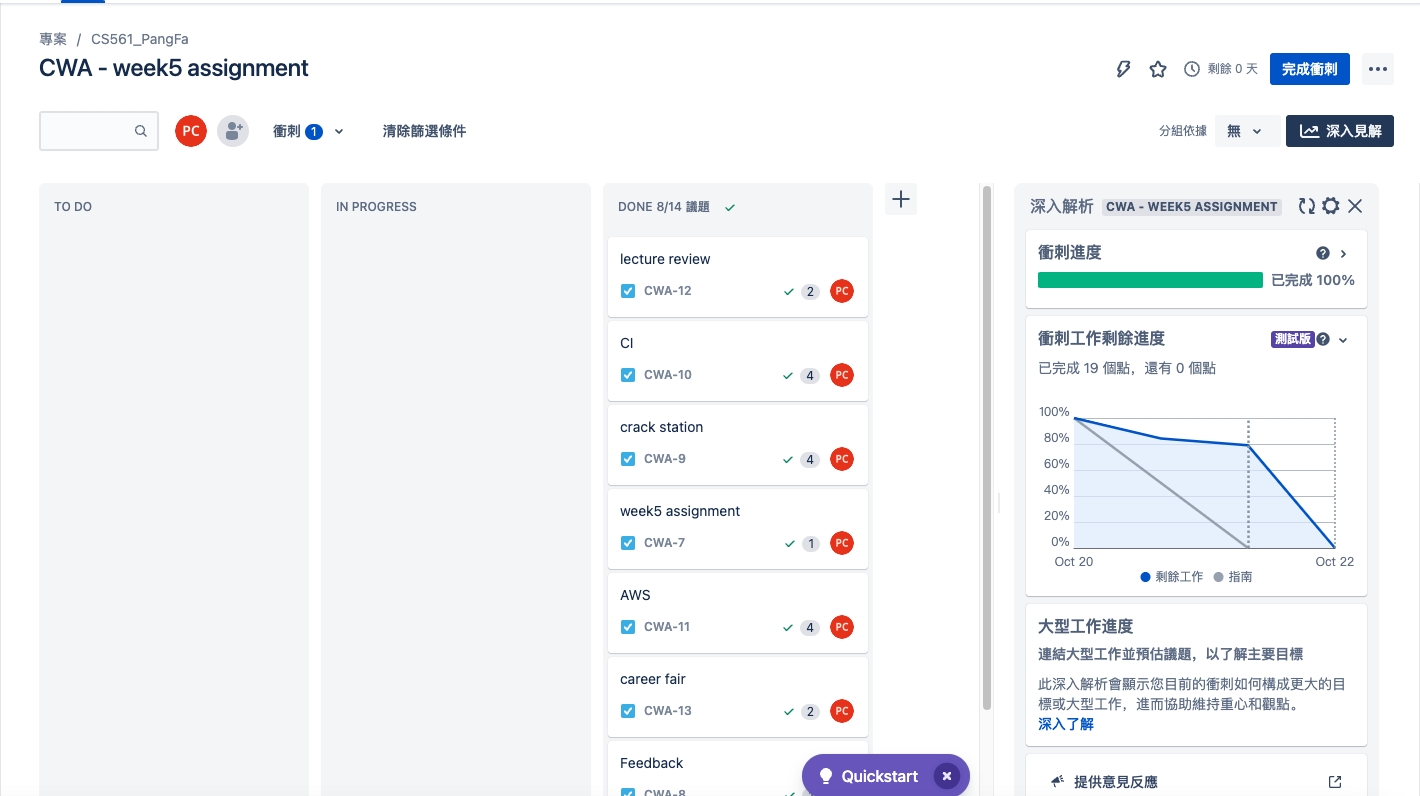 專案 / CS561_PangFa
CWA - week5 assignment
剩餘 0 天
完成衝刺
PC
衝刺 1
清除篩選條件
分組依據
無
深入見解
TO DO
IN PROGRESS
DONE 8/14 議題
lecture review
CWA-12
2
PC
CI
CWA-10
4
PC
crack station
CWA-9
4
PC
week5 assignment
CWA-7
1
PC
AWS
CWA-11
4
PC
career fair
CWA-13
2
PC
Feedback
CWA-8
Quickstart
深入解析 CWA - WEEK5 ASSIGNMENT
衝刺進度
已完成 100%
衝刺工作剩餘進度 測試版
已完成 19 個點，還有 0 個點
100%
80%
60%
40%
20%
0%
Oct 20
Oct 22
剩餘工作 指南
大型工作進度
連結大型工作並預估議題，以了解主要目標
此深入解析會顯示您目前的衝刺如何構成更大的目
標或大型工作，進而協助維持重心和觀點。
深入了解
提供意見反應